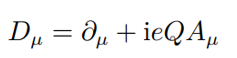 D_μ = ∂_μ + ieQA_μ